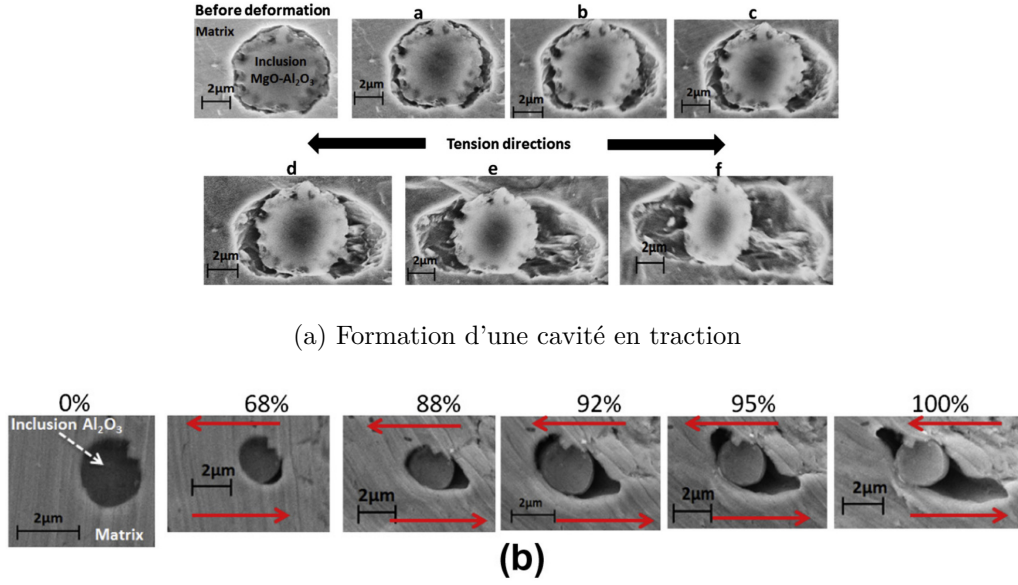 Before deformation
a
b
c
Matrix
Inclusion
MgO-Al₂O₃
2µm
2µm
2µm
2µm
Tension directions
d
e
f
2µm
2µm
2µm
(a) Formation d'une cavité en traction
0%
68%
88%
92%
95%
100%
Inclusion Al₂O₃
2µm
2µm
2µm
2µm
2µm
2µm
Matrix
(b)